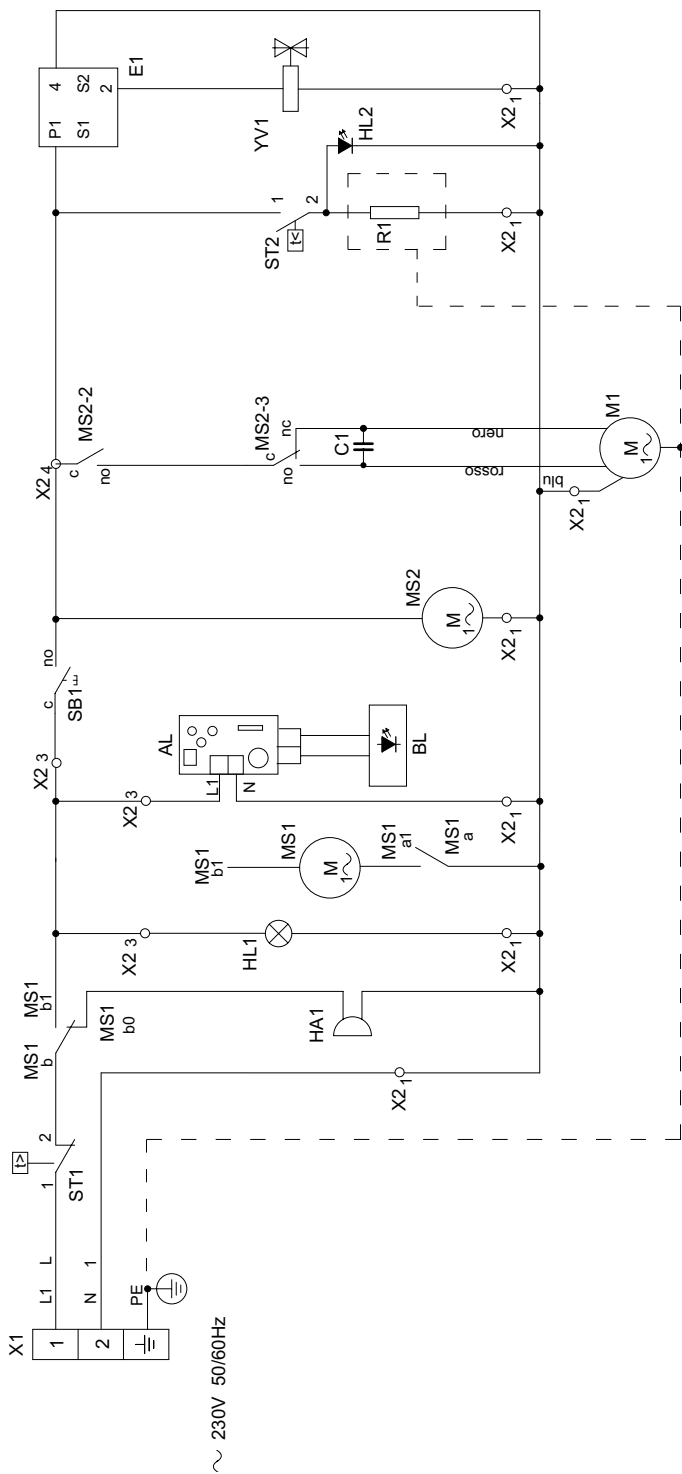 X1
1
2
L1 L
N 1
PE
~ 230V 50/60Hz
t>
1 2
ST1
MS1
b
MS1
b1
MS1
b0
HA1
X2 1
X2 3
HL1
X2 1
MS1
b1
MS1
M
1
MS1
a1
MS1
a
X2 3
AL
L1
N
BL
X2 1
X2 3
c no
SB1
MS2
M
1
X2 1
X2 4
c
no
MS2-2
MS2-3
c
no
nc
C1
rosso
nero
blu
X2 1
M
1
M1
ST2
t<
1
2
R1
HL2
X2 1
YV1
X2 1
P1 4
S1 S2
2
E1